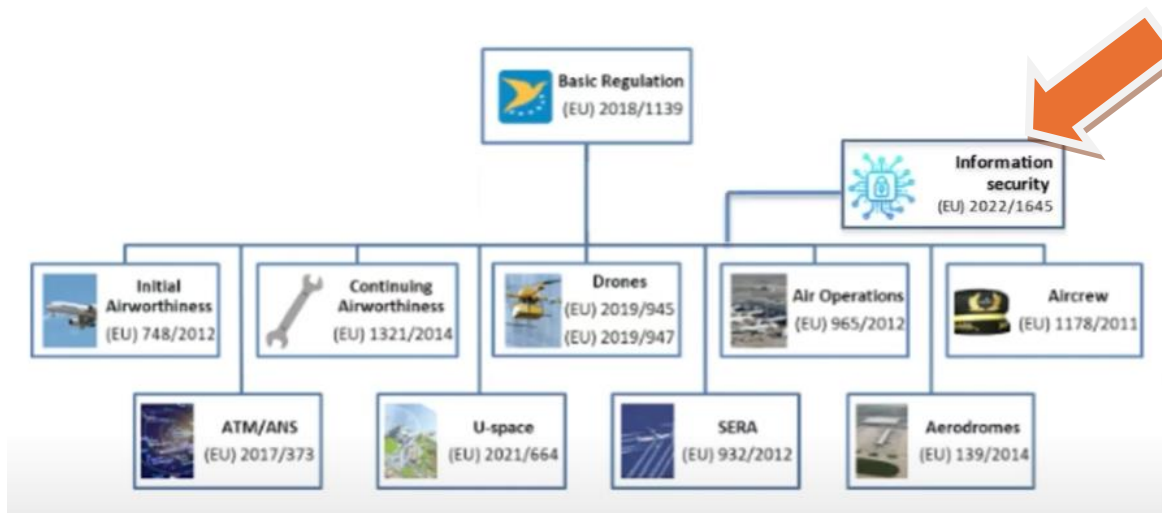 Basic Regulation
(EU) 2018/1139
Information
security
(EU) 2022/1645
Initial
Airworthiness
(EU) 748/2012
Continuing
Airworthiness
(EU) 1321/2014
Drones
(EU) 2019/945
(EU) 2019/947
Air Operations
(EU) 965/2012
Aircrew
(EU) 1178/2011
ATM/ANS
(EU) 2017/373
U-space
(EU) 2021/664
SERA
(EU) 932/2012
Aerodromes
(EU) 139/2014